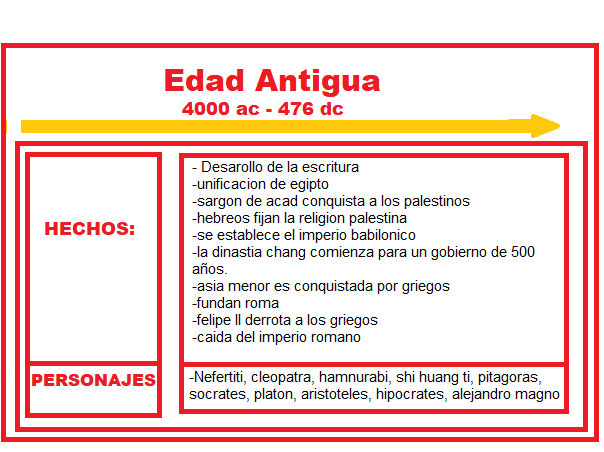 Edad Antigua
4000 ac - 476 dc
HECHOS:
- Desarollo de la escritura
-unificacion de egipto
-sargon de acad conquista a los palestinos
-hebreos fijan la religion palestina
-se establece el imperio babilonico
-la dinastia chang comienza para un gobierno de 500
años.
-asia menor es conquistada por griegos
-fundan roma
-felipe ll derrota a los griegos
-caida del imperio romano
PERSONAJES
-Nefertiti, cleopatra, hamnurabi, shi huang ti, pitagoras,
socrates, platon, aristoteles, hipocrates, alejandro magno